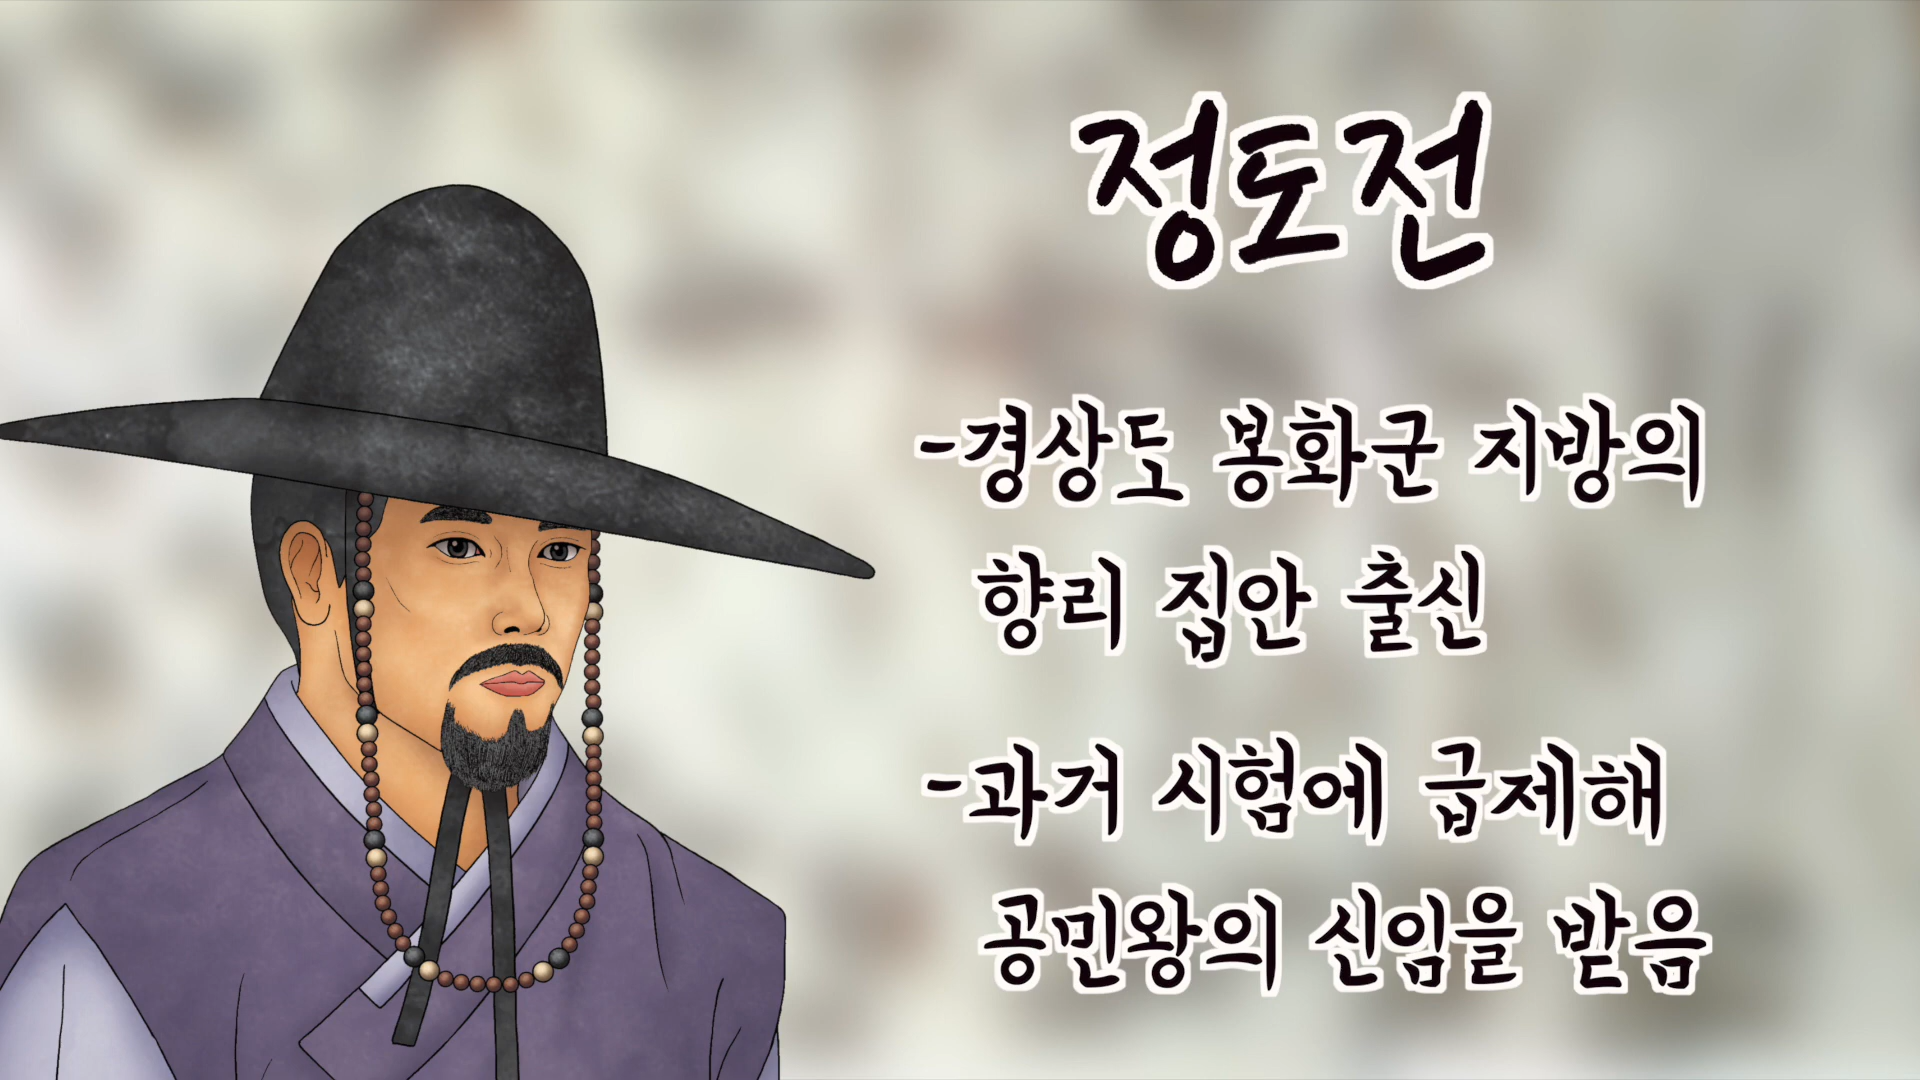 정도전
-경상도 봉화군 지방의
향리 집안 출신
-과거 시험에 급제해
공민왕의 신임을 받음